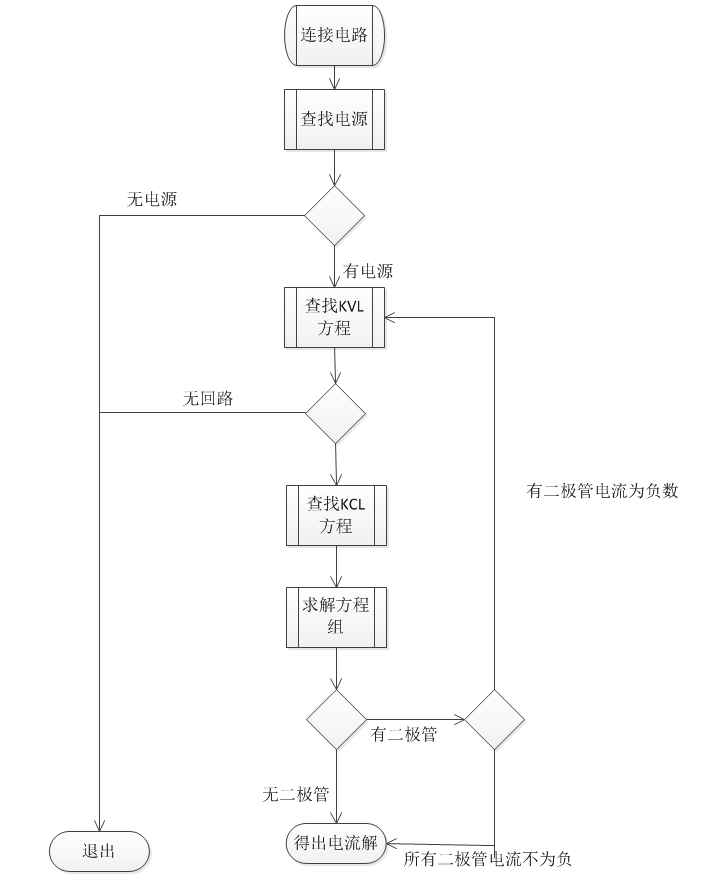 连接电路
查找电源
无电源
有电源
查找KVL
方程
无回路
有二极管电流为负数
查找KCL
方程
求解方程
组
有二极管
无二极管
得出电流解
退出
所有二极管电流不为负